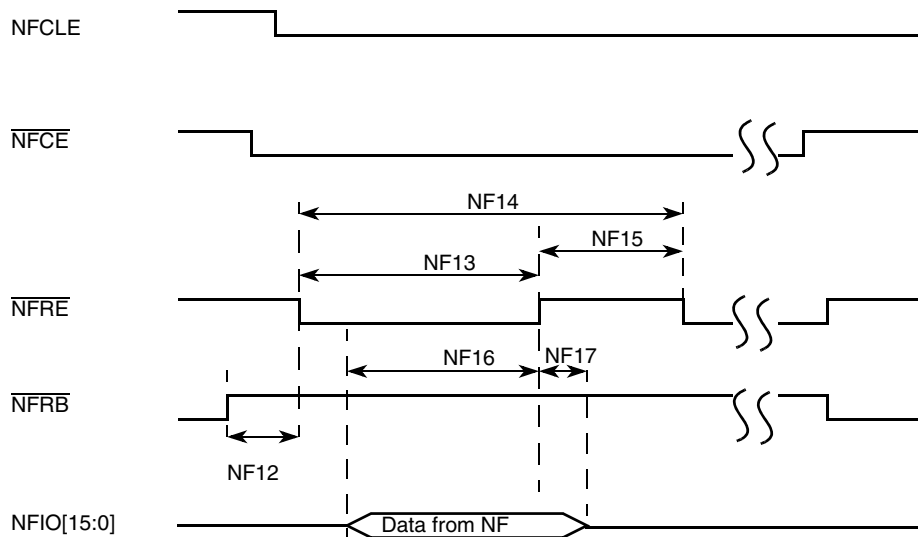 NFCLE
NFCE
NF14
NF15
NF13
NFRE
NF16
NF17
NFRB
NF12
NFIO[15:0]
Data from NF